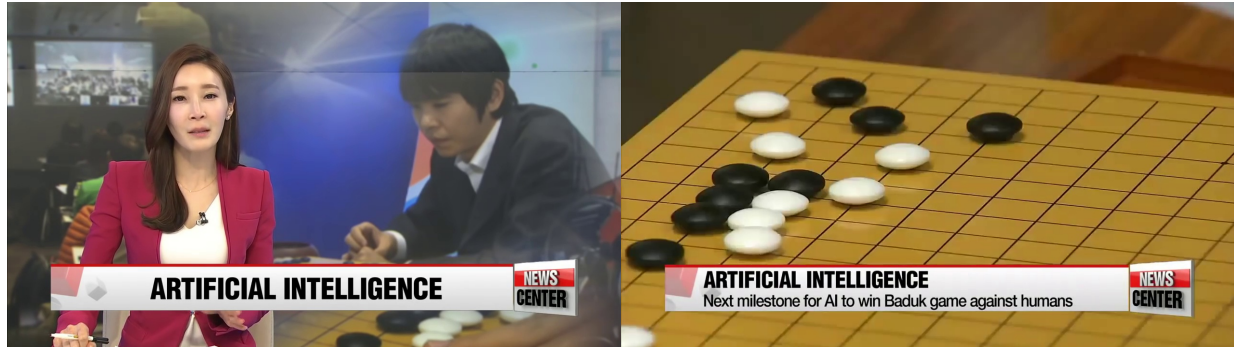 ARTIFICIAL INTELLIGENCE
NEWS
CENTER
ARTIFICIAL INTELLIGENCE
Next milestone for AI to win Baduk game against humans
NEWS
CENTER